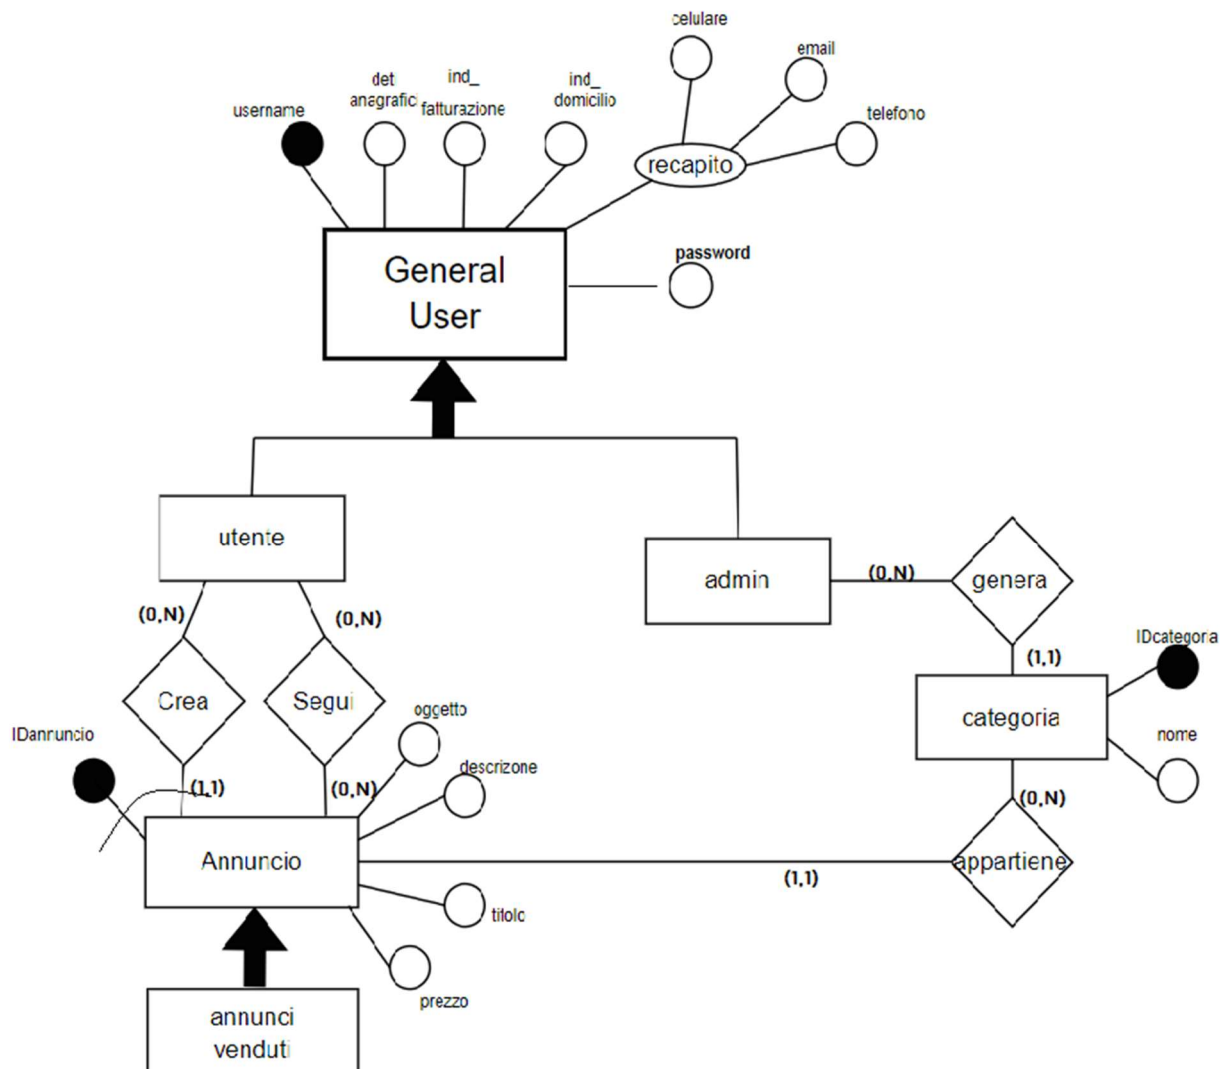 celulare
email
det
anagrafici
ind_
fatturazione
ind_
domicilio
username
telefono
recapito
General
User
password
utente
admin
(0,N)
genera
(0,N)
(0,N)
(1,1)
IDcategoria
Crea
Segui
oggetto
categoria
nome
IDannuncio
(1,1)
(0,N)
descrizone
(0,N)
Annuncio
appartiene
(1,1)
titolo
prezzo
annunci
venduti